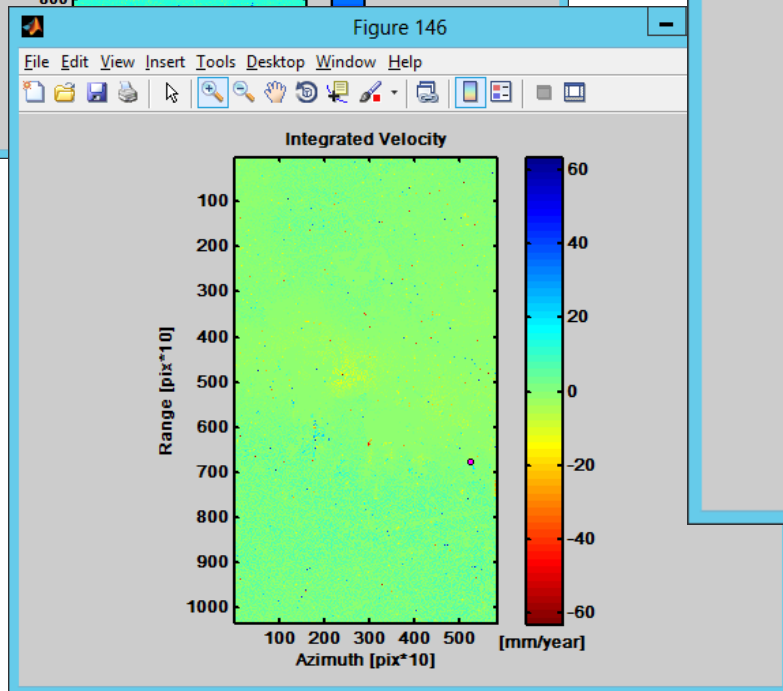 800
Figure 146
File Edit View Insert Tools Desktop Window Help
Integrated Velocity
100
200
300
400
500
600
700
800
900
1000
Range [pix*10]
100 200 300 400 500
Azimuth [pix*10]
60
40
20
0
-20
-40
-60
[mm/year]